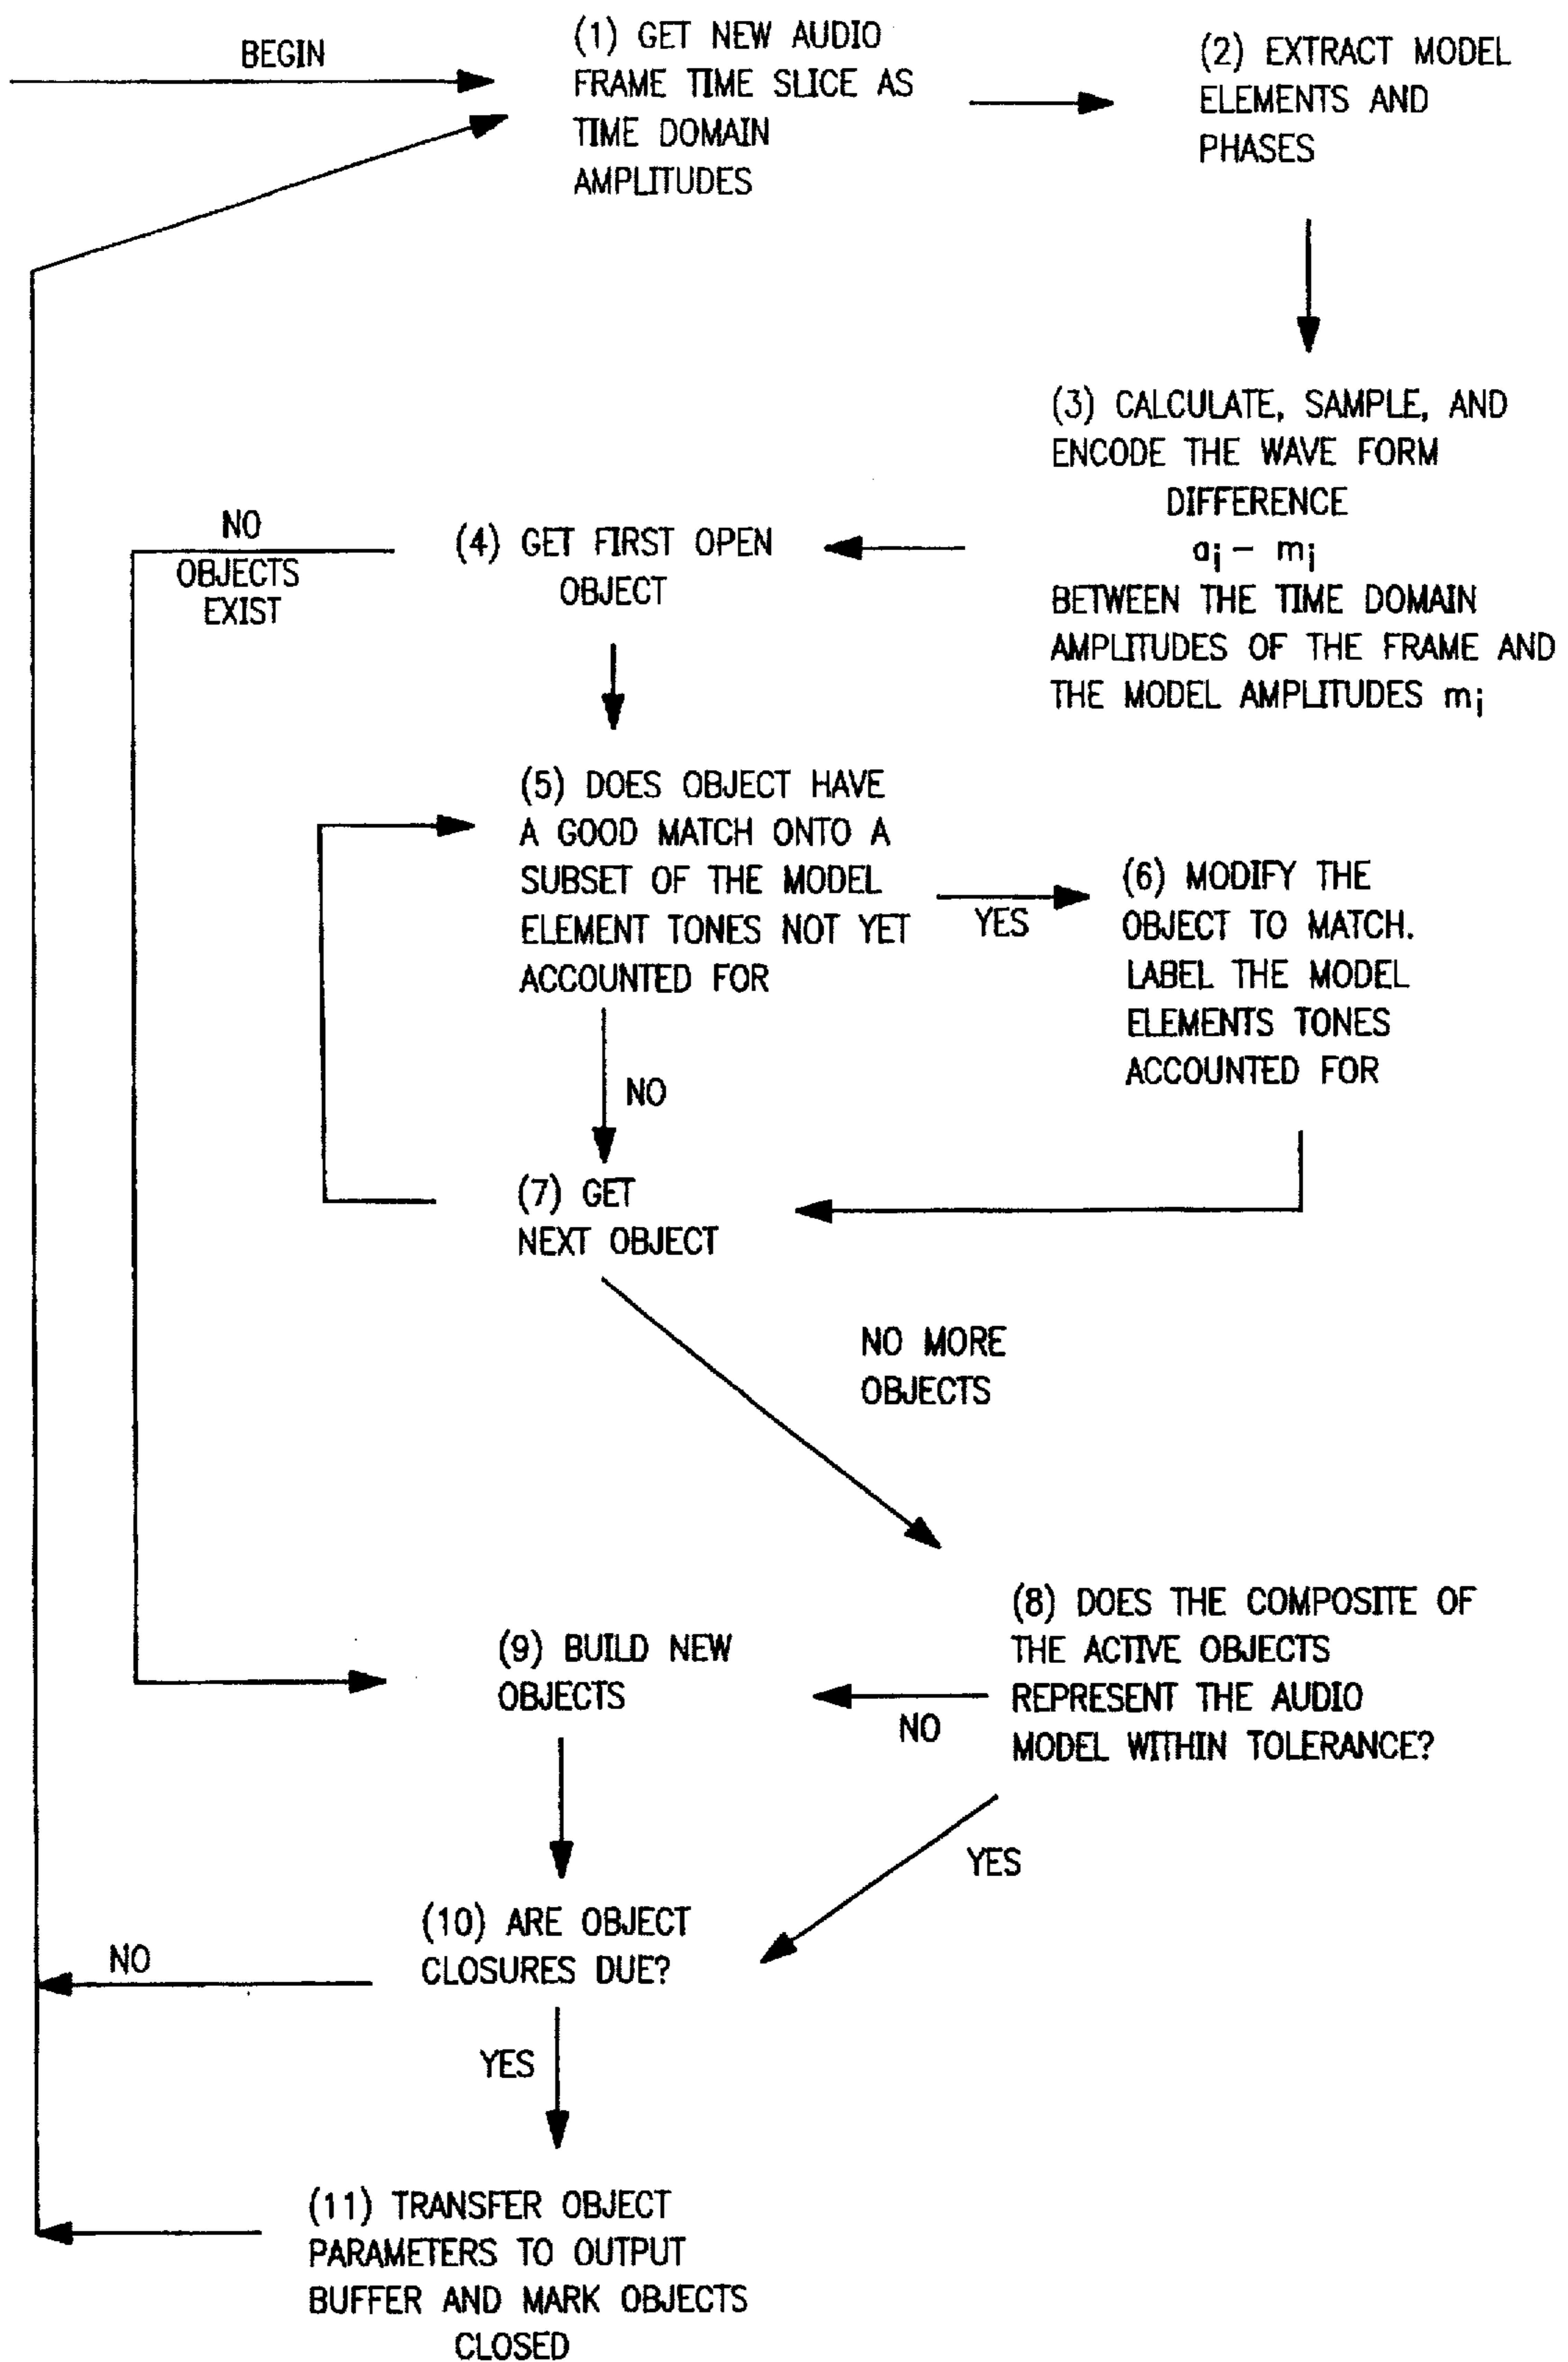 BEGIN
(1) GET NEW AUDIO
FRAME TIME SLICE AS
TIME DOMAIN
AMPLITUDES
(2) EXTRACT MODEL
ELEMENTS AND
PHASES
(3) CALCULATE, SAMPLE, AND
ENCODE THE WAVE FORM
DIFFERENCE
ai - mi
BETWEEN THE TIME DOMAIN
AMPLITUDES OF THE FRAME AND
THE MODEL AMPLITUDES mi
(4) GET FIRST OPEN
OBJECT
NO
OBJECTS
EXIST
(5) DOES OBJECT HAVE
A GOOD MATCH ONTO A
SUBSET OF THE MODEL
ELEMENT TONES NOT YET
ACCOUNTED FOR
YES
(6) MODIFY THE
OBJECT TO MATCH.
LABEL THE MODEL
ELEMENTS TONES
ACCOUNTED FOR
NO
(7) GET
NEXT OBJECT
NO MORE
OBJECTS
(8) DOES THE COMPOSITE OF
THE ACTIVE OBJECTS
REPRESENT THE AUDIO
MODEL WITHIN TOLERANCE?
NO
(9) BUILD NEW
OBJECTS
YES
(10) ARE OBJECT
CLOSURES DUE?
NO
YES
(11) TRANSFER OBJECT
PARAMETERS TO OUTPUT
BUFFER AND MARK OBJECTS
CLOSED